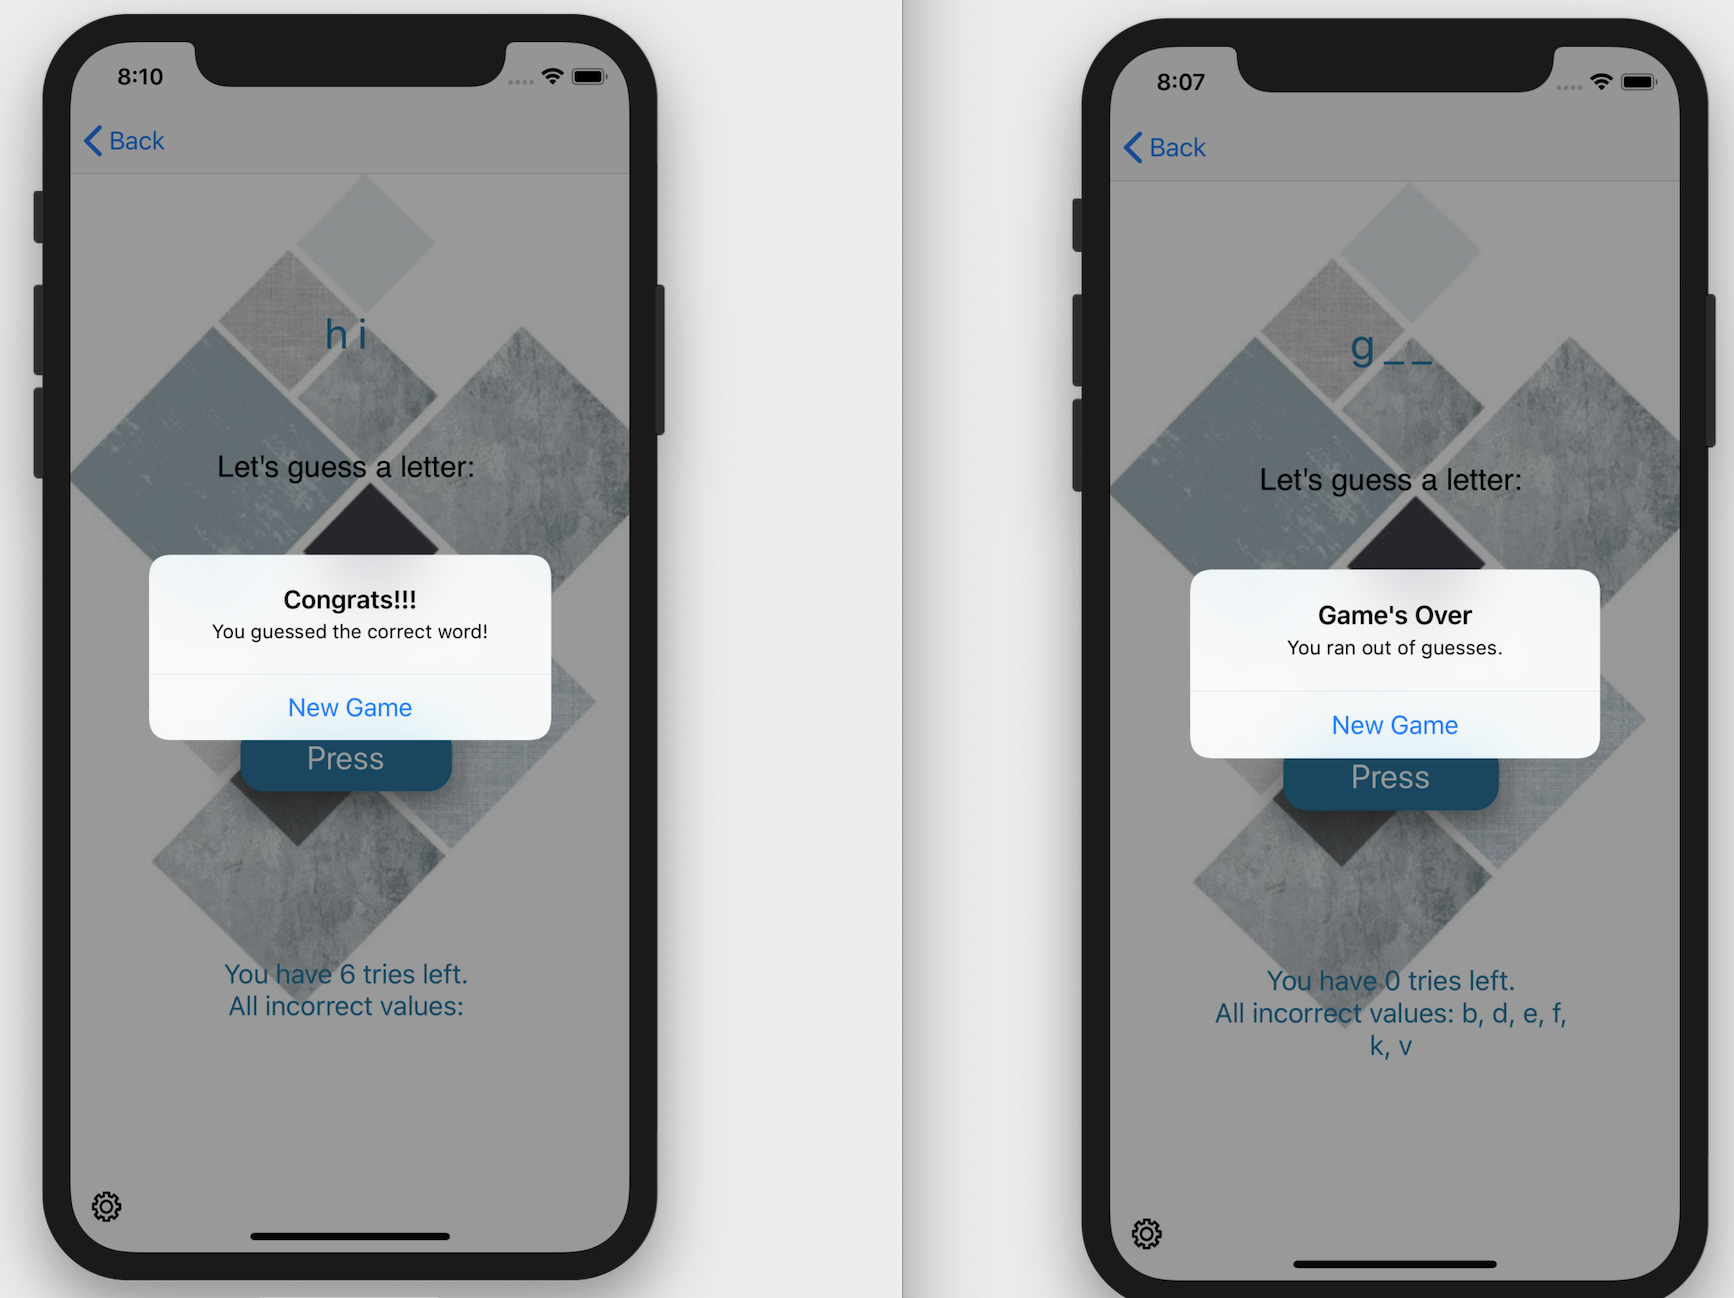 8:10
Back
h i
Let's guess a letter:
Congrats!!!
You guessed the correct word!
New Game
Press
You have 6 tries left.
All incorrect values:
8:07
Back
g _ _
Let's guess a letter:
Game's Over
You ran out of guesses.
New Game
Press
You have 0 tries left.
All incorrect values: b, d, e, f,
k, v